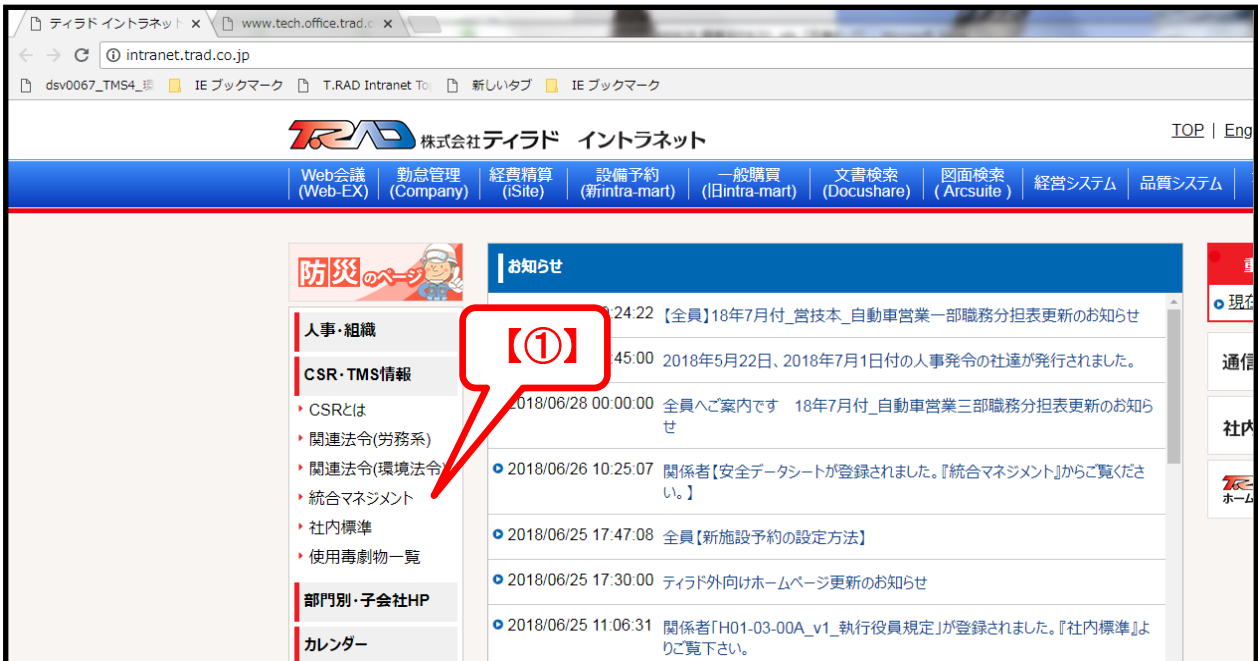 ティラド イントラネット
www.tech.office.trad.c
intranet.trad.co.jp
dsv0067_TMS4_環
IE ブックマーク
T.RAD Intranet To
新しいタブ
IE ブックマーク
T.RAD 株式会社ティラド イントラネット
TOP | Eng
Web会議
(Web-EX)
勤怠管理
(Company)
経費精算
(iSite)
設備予約
(新intra-mart)
一般購買
(旧intra-mart)
文書検索
(Docushare)
図面検索
( Arcsuite )
経営システム
品質システム
防災のページ
人事・組織
CSR・TMS情報
CSRとは
関連法令(労務系)
関連法令(環境法令)
統合マネジメント
社内標準
使用毒劇物一覧
部門別・子会社HP
カレンダー
【①】
お知らせ
:24:22 【全員】18年7月付_営技本_自動車営業一部職務分担表更新のお知らせ
:45:00 2018年5月22日、2018年7月1日付の人事発令の社達が発行されました。
2018/06/28 00:00:00 全員へご案内です 18年7月付_自動車営業三部職務分担表更新のお知ら
せ
2018/06/26 10:25:07 関係者【安全データシートが登録されました。『統合マネジメント』からご覧くださ
い。】
2018/06/25 17:47:08 全員【新施設予約の設定方法】
2018/06/25 17:30:00 ティラド外向けホームページ更新のお知らせ
2018/06/25 11:06:31 関係者「H01-03-00A_v1_執行役員規定」が登録されました。『社内標準』よ
りご覧下さい。
現在
通信
社内
ホーム